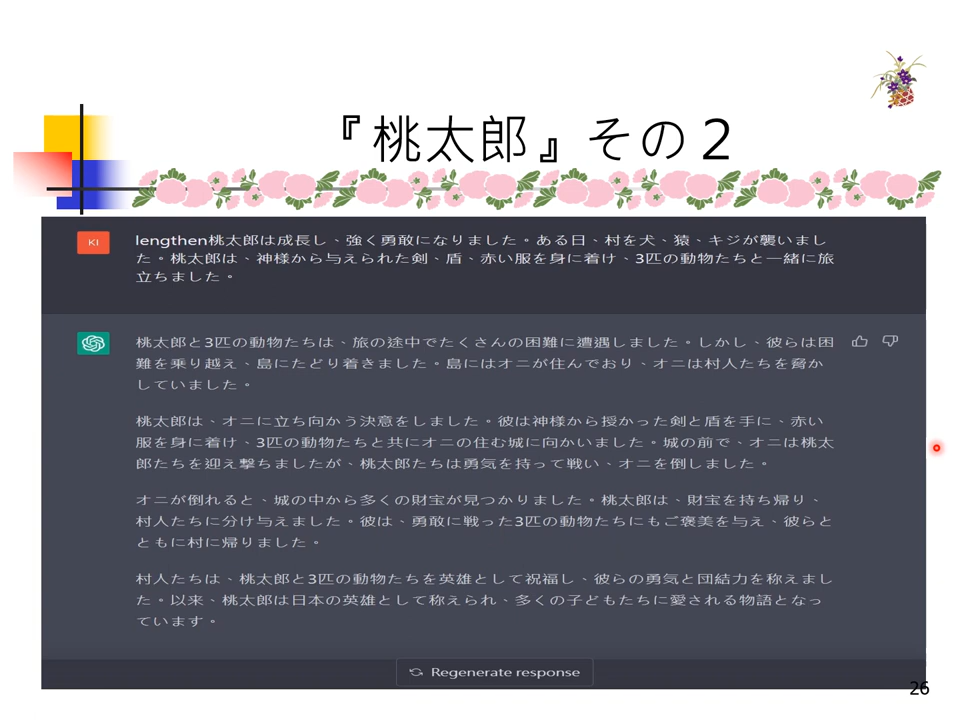 『桃太郎』その２
KI
lengthen桃太郎は成長し、強く勇敢になりました。ある日、村を犬、猿、キジが襲いまし
た。桃太郎は、神様から与えられた剣、盾、赤い服を身に着け、3匹の動物たちと一緒に旅
立ちました。
桃太郎と3匹の動物たちは、旅の途中でたくさんの困難に遭遇しました。しかし、彼らは困
難を乗り越え、島にたどり着きました。島にはオニが住んでおり、オニは村人たちを脅か
していました。
桃太郎は、オニに立ち向かう決意をしました。彼は神様から授かった剣と盾を手に、赤い
服を身に着け、3匹の動物たちと共にオニの住む城に向かいました。城の前で、オニは桃太
郎たちを迎え撃ちましたが、桃太郎たちは勇気を持って戦い、オニを倒しました。
オニが倒れると、城の中から多くの財宝が見つかりました。桃太郎は、財宝を持ち帰り、
村人たちに分け与えました。彼は、勇敢に戦った3匹の動物たちにもご褒美を与え、彼らと
ともに村に帰りました。
村人たちは、桃太郎と3匹の動物たちを英雄として祝福し、彼らの勇気と団結力を称えまし
た。以来、桃太郎は日本の英雄として称えられ、多くの子どもたちに愛される物語となっ
ています。
Regenerate response
26